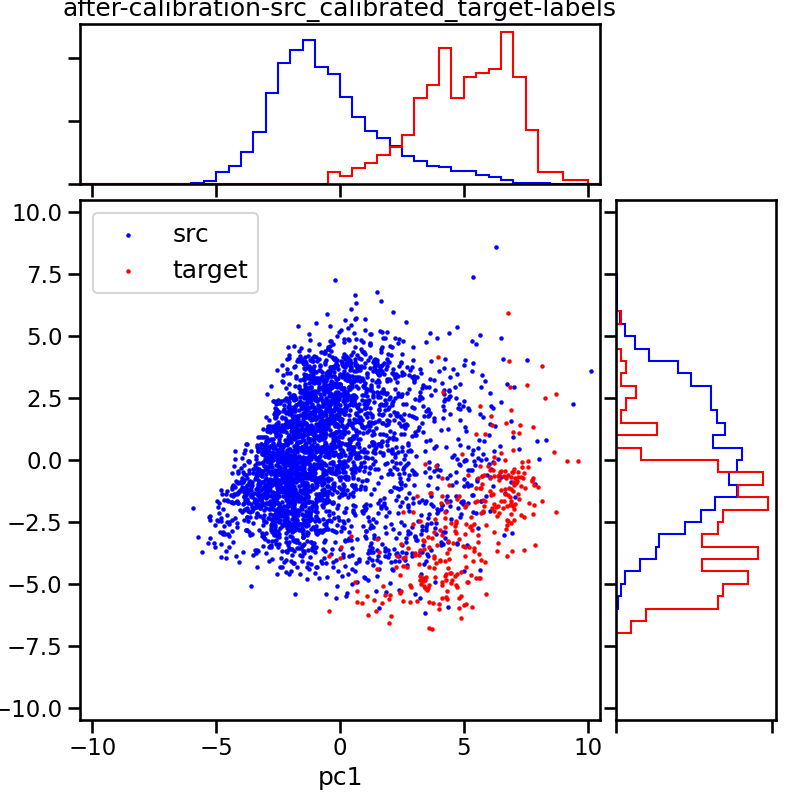 after-calibration-src_calibrated_target-labels
src
target
10.0
7.5
5.0
2.5
0.0
−2.5
−5.0
−7.5
−10.0
−10 −5 0 5 10
pc1